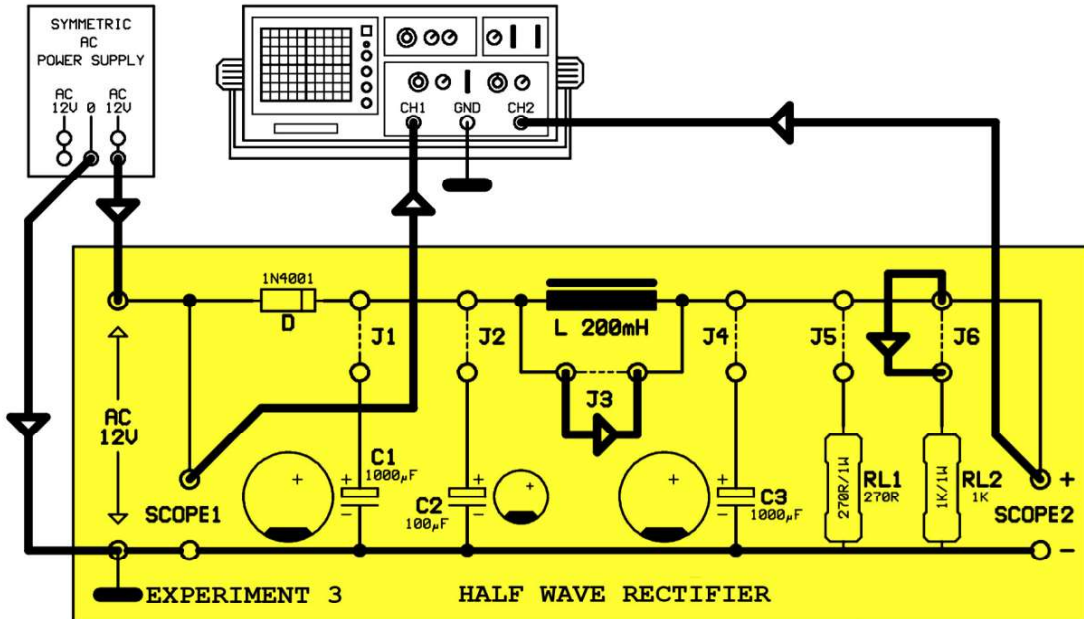 SYMMETRIC
AC
POWER SUPPLY
AC AC
12V 0 12V
CH1 GND CH2
1N4001
D
J1
J2
L 200mH
J3
J4
J5
J6
AC
12V
SCOPE1
+
C1
1000µF
+
-
C2
100µF
+
-
+
+
C3
1000µF
+
-
270R/1W
RL1
270R
1K/1W
RL2
1K
+
SCOPE2
-
EXPERIMENT 3 HALF WAVE RECTIFIER